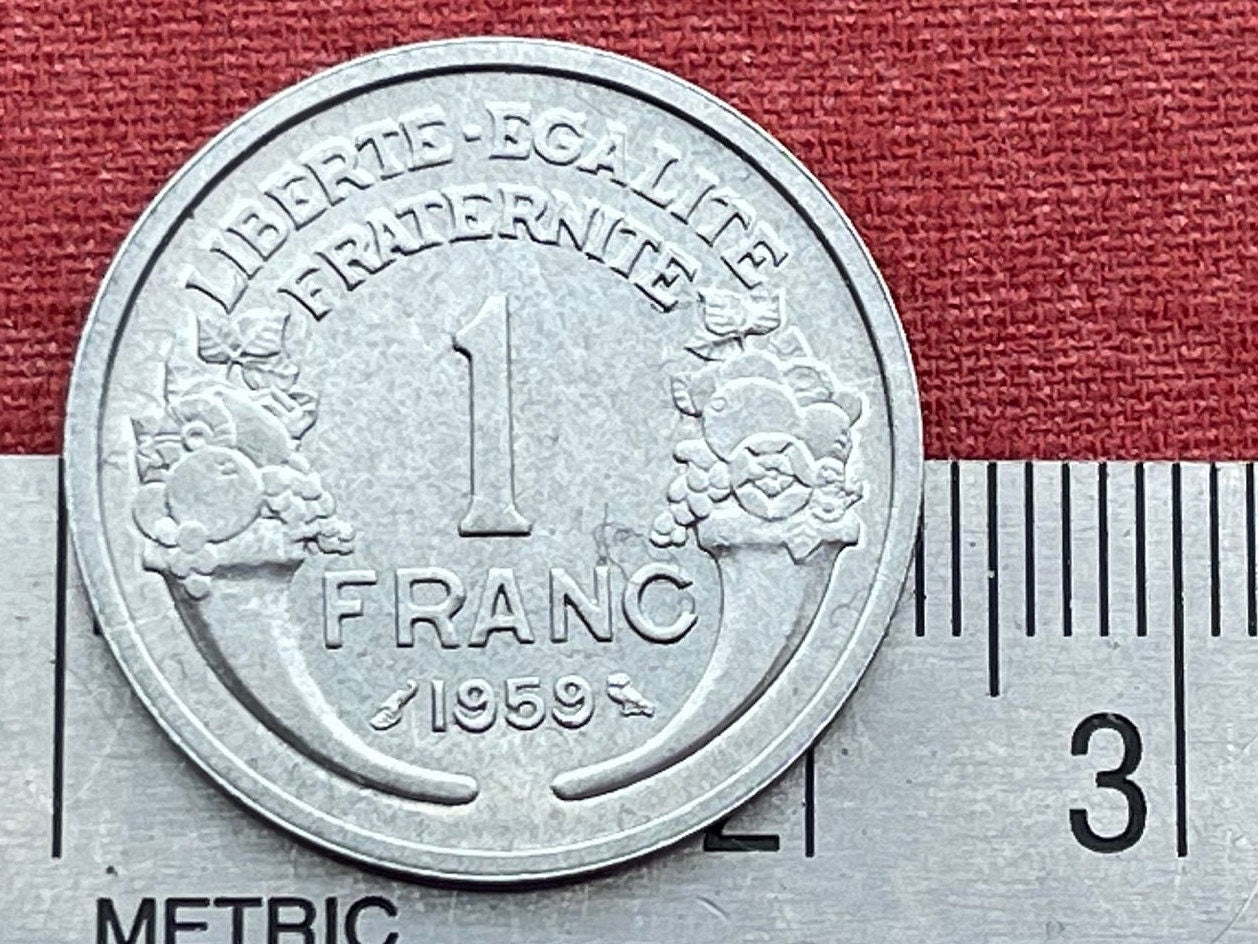 LIBERTE·EGALITE
FRATERNITE
1
FRANC
1959
2
3
METRIC